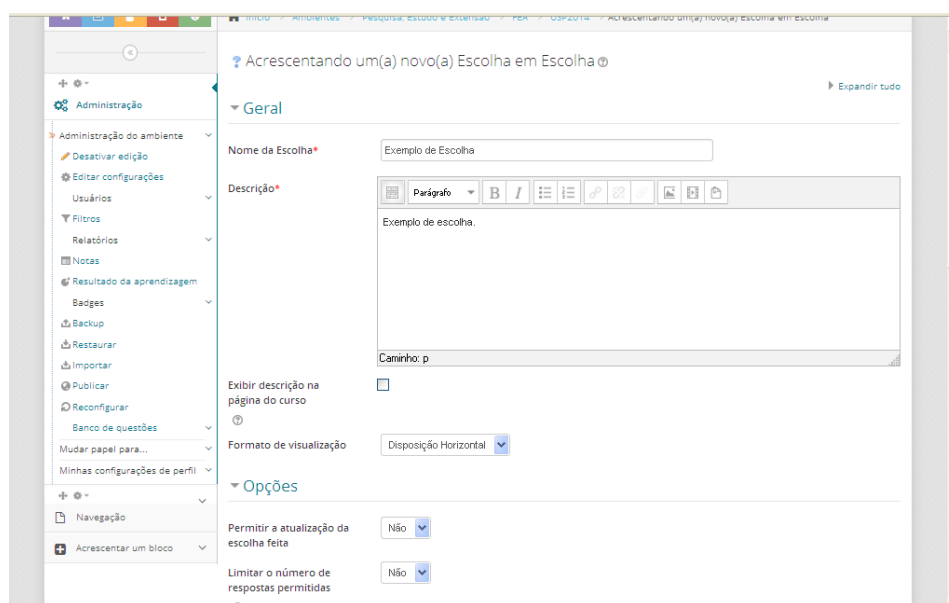 Início / Ambientes / Pesquisa, Estudo e Extensão / FEA / GSP2014 / Acrescentando um(a) novo(a) Escolha em Escolha
Acrescentando um(a) novo(a) Escolha em Escolha
Expandir tudo
Administração
Administração do ambiente
Desativar edição
Editar configurações
Usuários
Filtros
Relatórios
Notas
Resultado da aprendizagem
Badges
Backup
Restaurar
Importar
Publicar
Reconfigurar
Banco de questões
Mudar papel para...
Minhas configurações de perfil
Navegação
Acrescentar um bloco
Geral
Nome da Escolha*
Exemplo de Escolha
Descrição*
Parágrafo B I
Exemplo de escolha.
Caminho: p
Exibir descrição na
página do curso
Formato de visualização
Disposição Horizontal
Opções
Permitir a atualização da
escolha feita
Não
Limitar o número de
respostas permitidas
Não